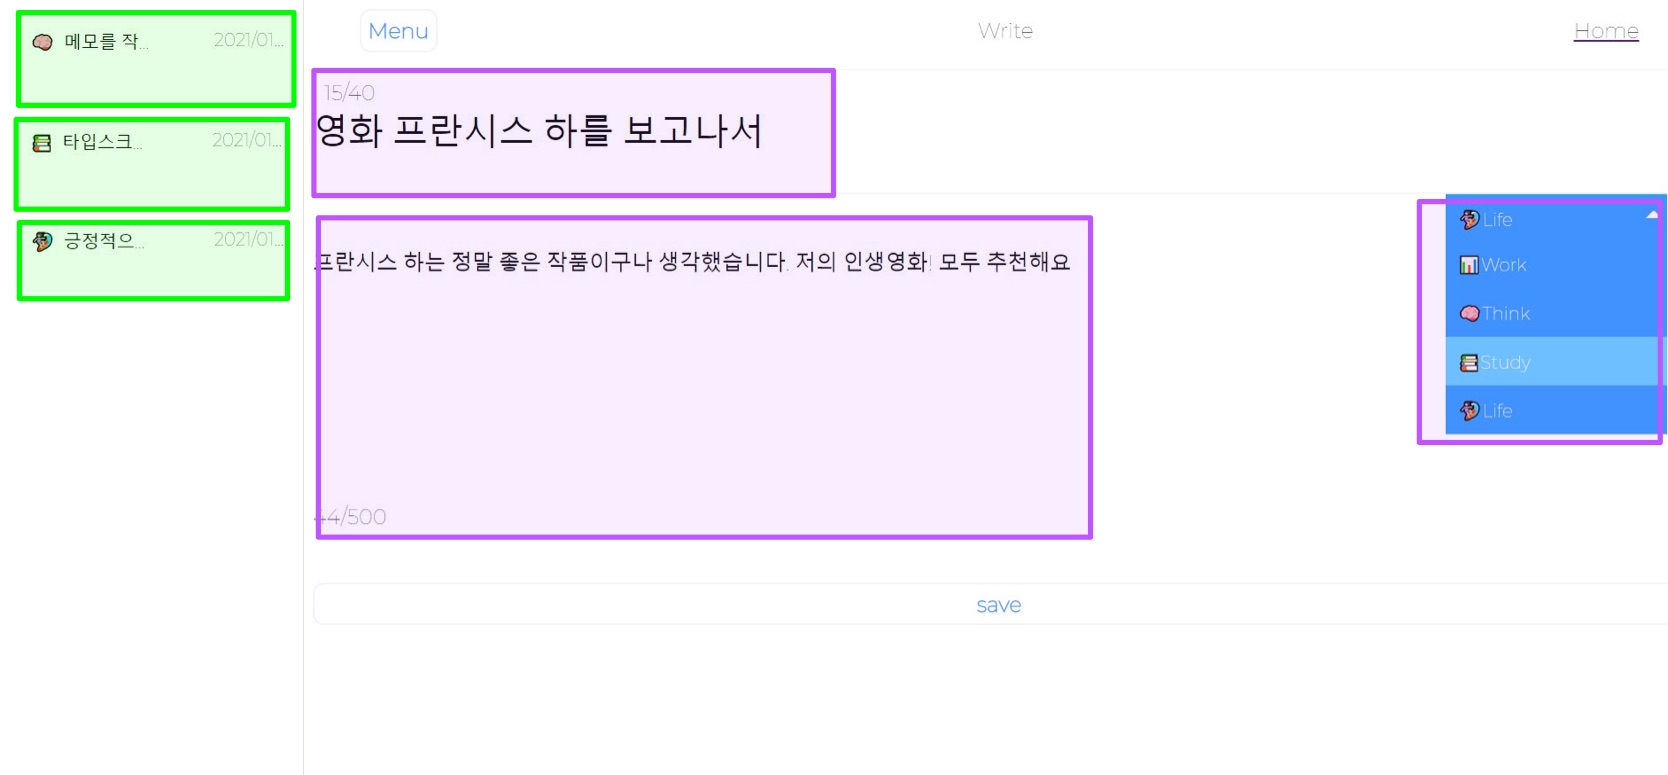 메모를 작... 2021/01...
타입스크... 2021/01...
긍정적으... 2021/01...
Menu Write Home
15/40
영화 프란시스 하를 보고나서
프란시스 하는 정말 좋은 작품이구나 생각했습니다. 저의 인생영화! 모두 추천해요
44/500
Life
Work
Think
Study
Life
save